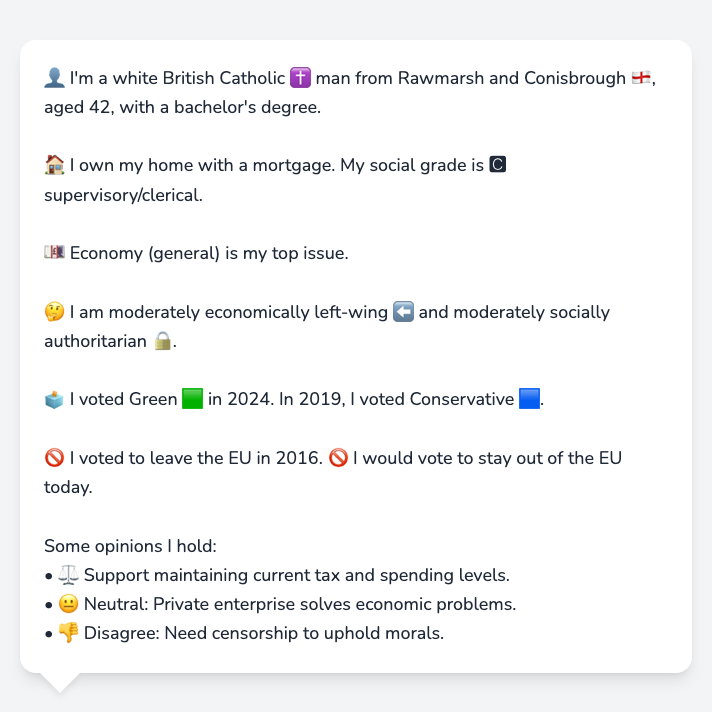 👤 I'm a white British Catholic ✝️ man from Rawmarsh and Conisbrough 🏴󠁧󠁢󠁥󠁮󠁧󠁿,
aged 42, with a bachelor's degree.
🏠 I own my home with a mortgage. My social grade is 🅲
supervisory/clerical.
💷 Economy (general) is my top issue.
🤔 I am moderately economically left-wing ⬅️ and moderately socially
authoritarian 🔒.
🗳️ I voted Green 🟩 in 2024. In 2019, I voted Conservative 🟦.
🚫 I voted to leave the EU in 2016. 🚫 I would vote to stay out of the EU
today.
Some opinions I hold:
• ⚖️ Support maintaining current tax and spending levels.
• 😐 Neutral: Private enterprise solves economic problems.
• 👎 Disagree: Need censorship to uphold morals.